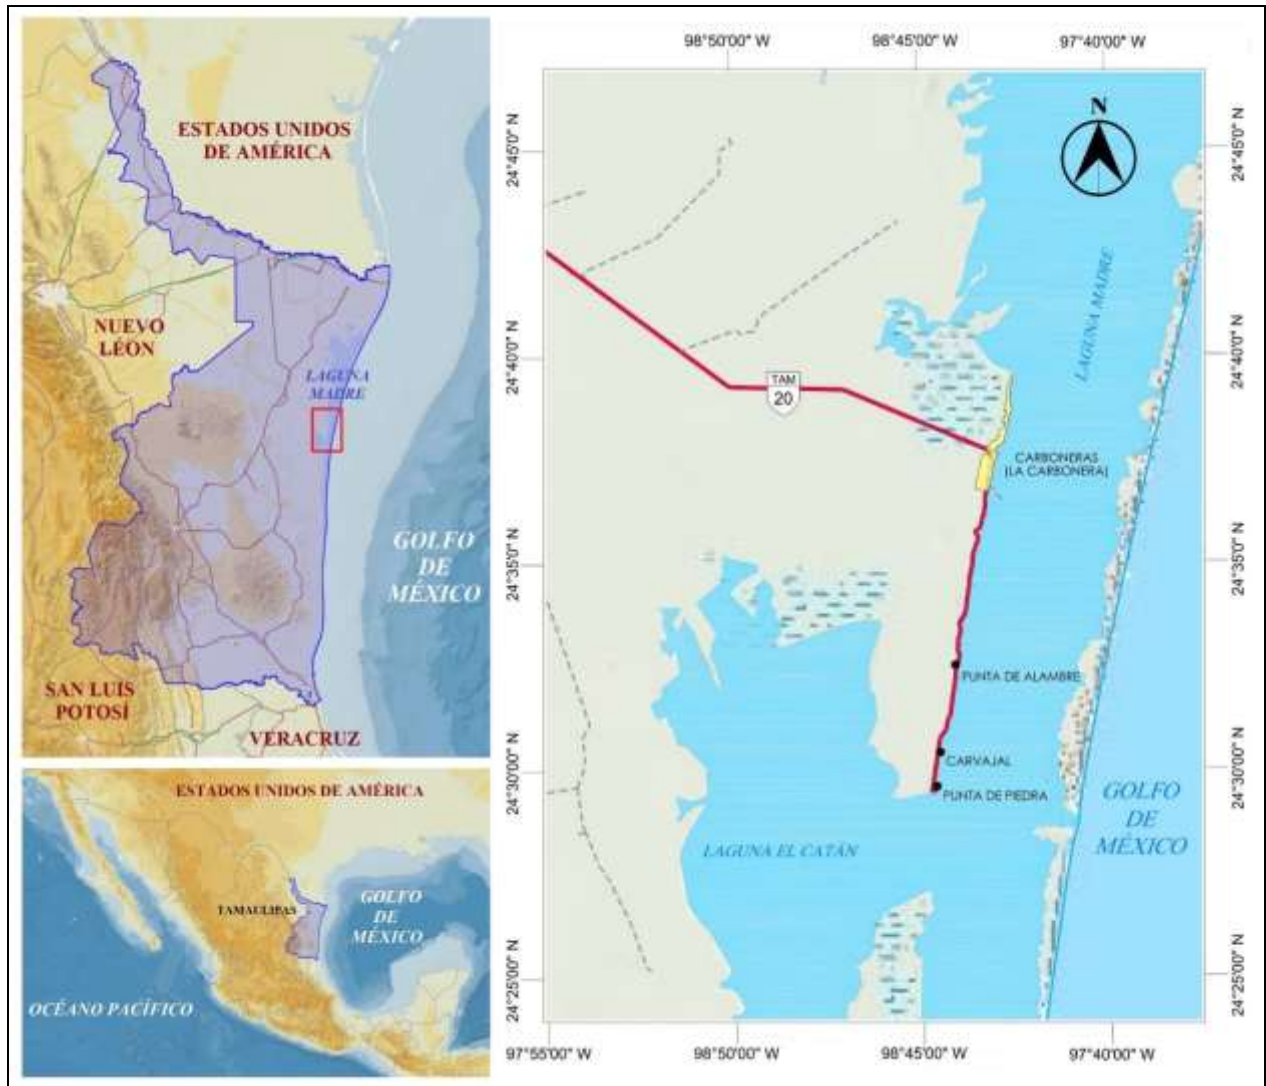 ESTADOS UNIDOS
DE AMÉRICA
NUEVO
LÉON
LAGUNA
MADRE
GOLFO
DE
MÉXICO
SAN LUIS
POTOSÍ
VERACRUZ
ESTADOS UNIDOS DE AMÉRICA
TAMAULIPAS
GOLFO
DE
MÉXICO
OCÉANO PACÍFICO
98°50'00" W
98°45'00" W
97°40'00" W
N
24°45'0" N
24°45'0" N
LAGUNA MADRE
24°40'0" N
24°40'0" N
TAM
20
CARBONERAS
(LA CARBONERA)
24°35'0" N
24°35'0" N
PUNTA DE ALAMBRE
CARVAJAL
PUNTA DE PIEDRA
24°30'00" N
24°30'00" N
GOLFO
DE
MÉXICO
LAGUNA EL CATÁN
24°25'00" N
24°25'00" N
97°55'00" W
98°50'00" W
98°45'00" W
97°40'00" W